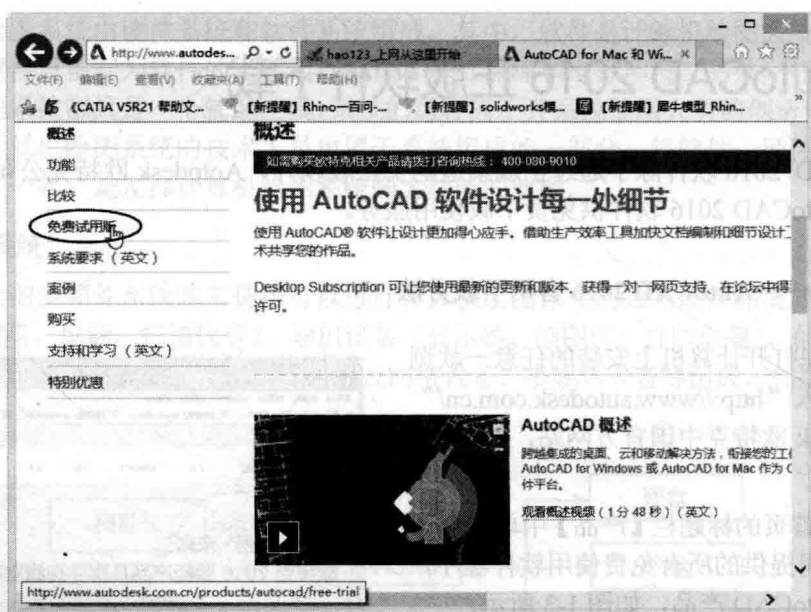 http://www.autodes...
hao123_上网从这里开始
AutoCAD for Mac 和 Wi...
文件(F) 编辑(E) 查看(V) 收藏夹(A) 工具(T) 帮助(H)
《CATIA V5R21 帮助文...
【新提醒】Rhino一百问-...
【新提醒】solidworks模...
【新提醒】犀牛模型_Rhin...
概述
功能
比较
免费试用版
系统要求(英文)
案例
购买
支持和学习(英文)
特别优惠
概述
如需购买欧特克相关产品请拨打咨询热线: 400-080-9010
使用 AutoCAD 软件设计每一处细节
使用 AutoCAD® 软件让设计更加得心应手。借助生产效率工具加快文档编制和细节设计工
术共享您的作品。
Desktop Subscription 可让您使用最新的更新和版本、获得一对一网页支持、在论坛中得
许可。
AutoCAD 概述
跨越集成的桌面、云和移动解决方法,衔接您的工作
AutoCAD for Windows 或 AutoCAD for Mac 作为
件平台。
观看概述视频(1分48秒)(英文)
http://www.autodesk.com.cn/products/autocad/free-trial